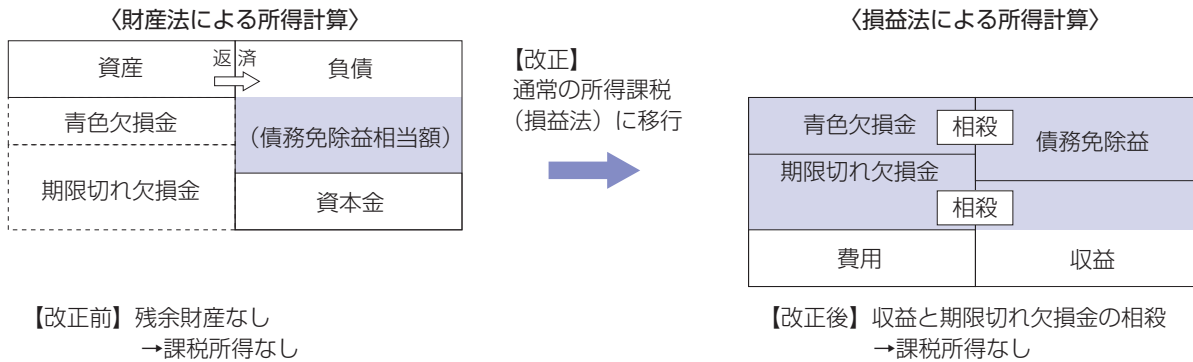 〈財産法による所得計算〉
資産
返済
負債
青色欠損金
(債務免除益相当額)
期限切れ欠損金
資本金
【改正前】残余財産なし
→課税所得なし
【改正】
通常の所得課税
(損益法)に移行
〈損益法による所得計算〉
青色欠損金
相殺
債務免除益
期限切れ欠損金
相殺
費用
収益
【改正後】収益と期限切れ欠損金の相殺
→課税所得なし